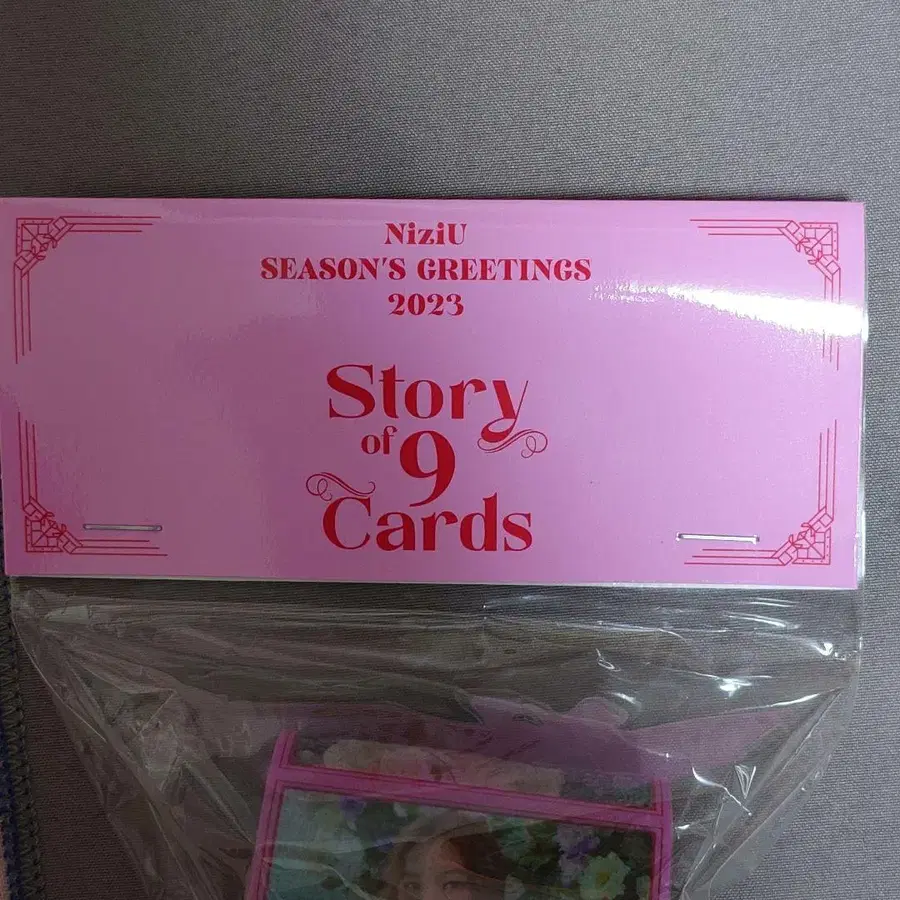 NiziU
SEASON'S GREETINGS
2023
Story
of 9
Cards